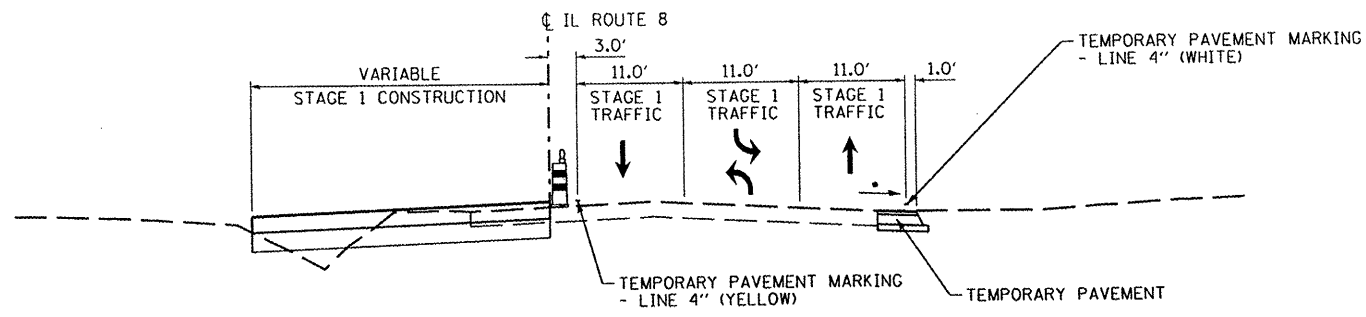 ℄ IL ROUTE 8
3.0'
VARIABLE
STAGE 1 CONSTRUCTION
11.0'
STAGE 1
TRAFFIC
11.0'
STAGE 1
TRAFFIC
11.0'
STAGE 1
TRAFFIC
1.0'
TEMPORARY PAVEMENT MARKING
- LINE 4" (WHITE)
TEMPORARY PAVEMENT MARKING
- LINE 4" (YELLOW)
TEMPORARY PAVEMENT